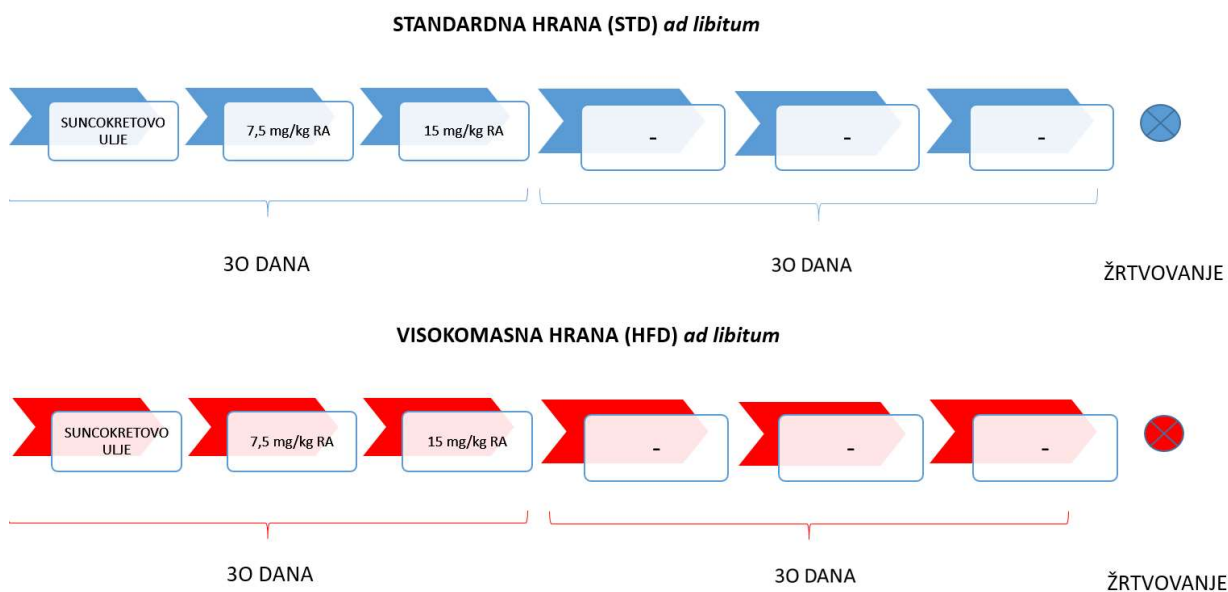 STANDARDNA HRANA (STD) ad libitum
SUNCOKRETOVO
ULJE
7,5 mg/kg RA
15 mg/kg RA
-
-
-
3O DANA
3O DANA
ŽRTVOVANJE
VISOKOMASNA HRANA (HFD) ad libitum
SUNCOKRETOVO
ULJE
7,5 mg/kg RA
15 mg/kg RA
-
-
-
3O DANA
3O DANA
ŽRTVOVANJE